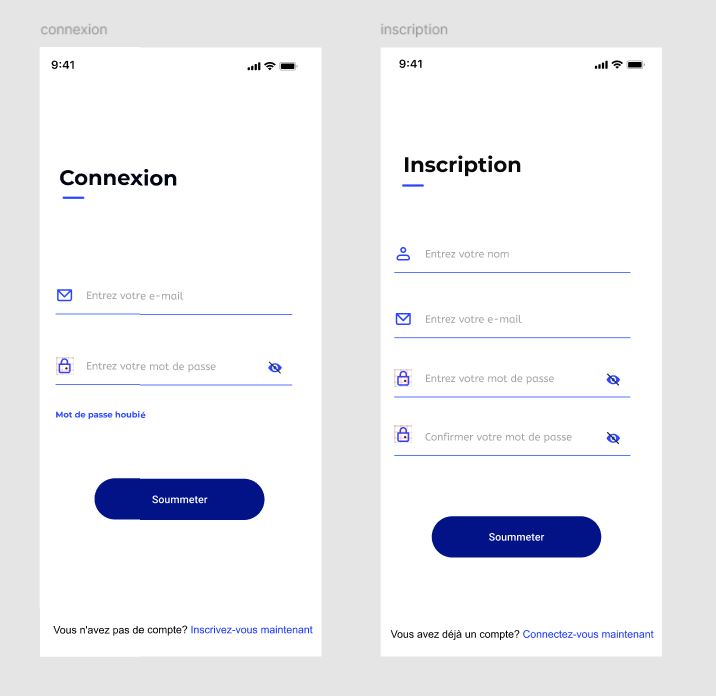 connexion
9:41
Connexion
Entrez votre e-mail
Entrez votre mot de passe
Mot de passe houbié
Soummeter
Vous n'avez pas de compte? Inscrivez-vous maintenant
inscription
9:41
Inscription
Entrez votre nom
Entrez votre e-mail
Entrez votre mot de passe
Confirmer votre mot de passe
Soummeter
Vous avez déjà un compte? Connectez-vous maintenant